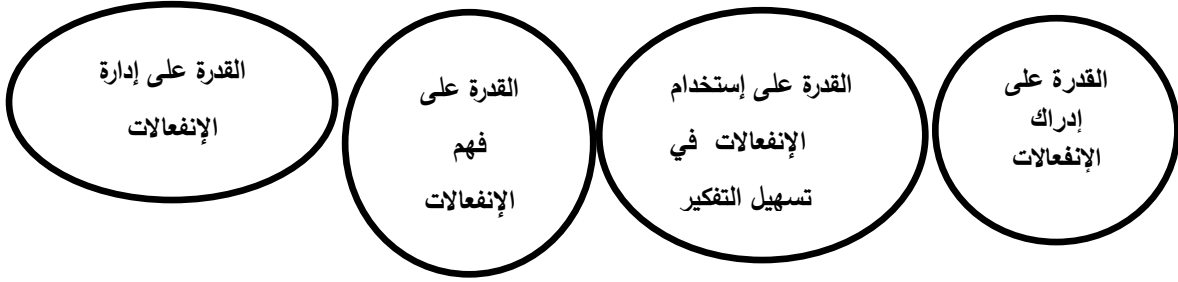 القدرة على
إدراك
الإنفعالات
القدرة على إستخدام
الإنفعالات في
تسهيل التفكير
القدرة على
فهم
الإنفعالات
القدرة على إدارة
الإنفعالات